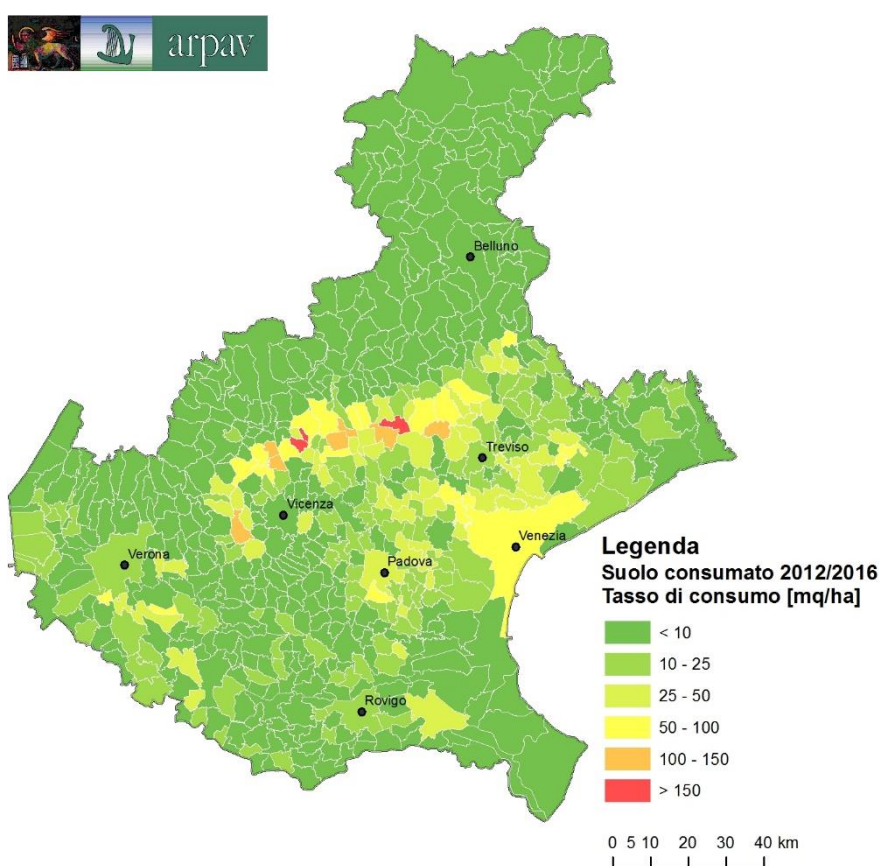 arpav
Belluno
Treviso
Vicenza
Venezia
Verona
Padova
Rovigo
Legenda
Suolo consumato 2012/2016
Tasso di consumo [mq/ha]
< 10
10 - 25
25 - 50
50 - 100
100 - 150
> 150
0 5 10 20 30 40 km